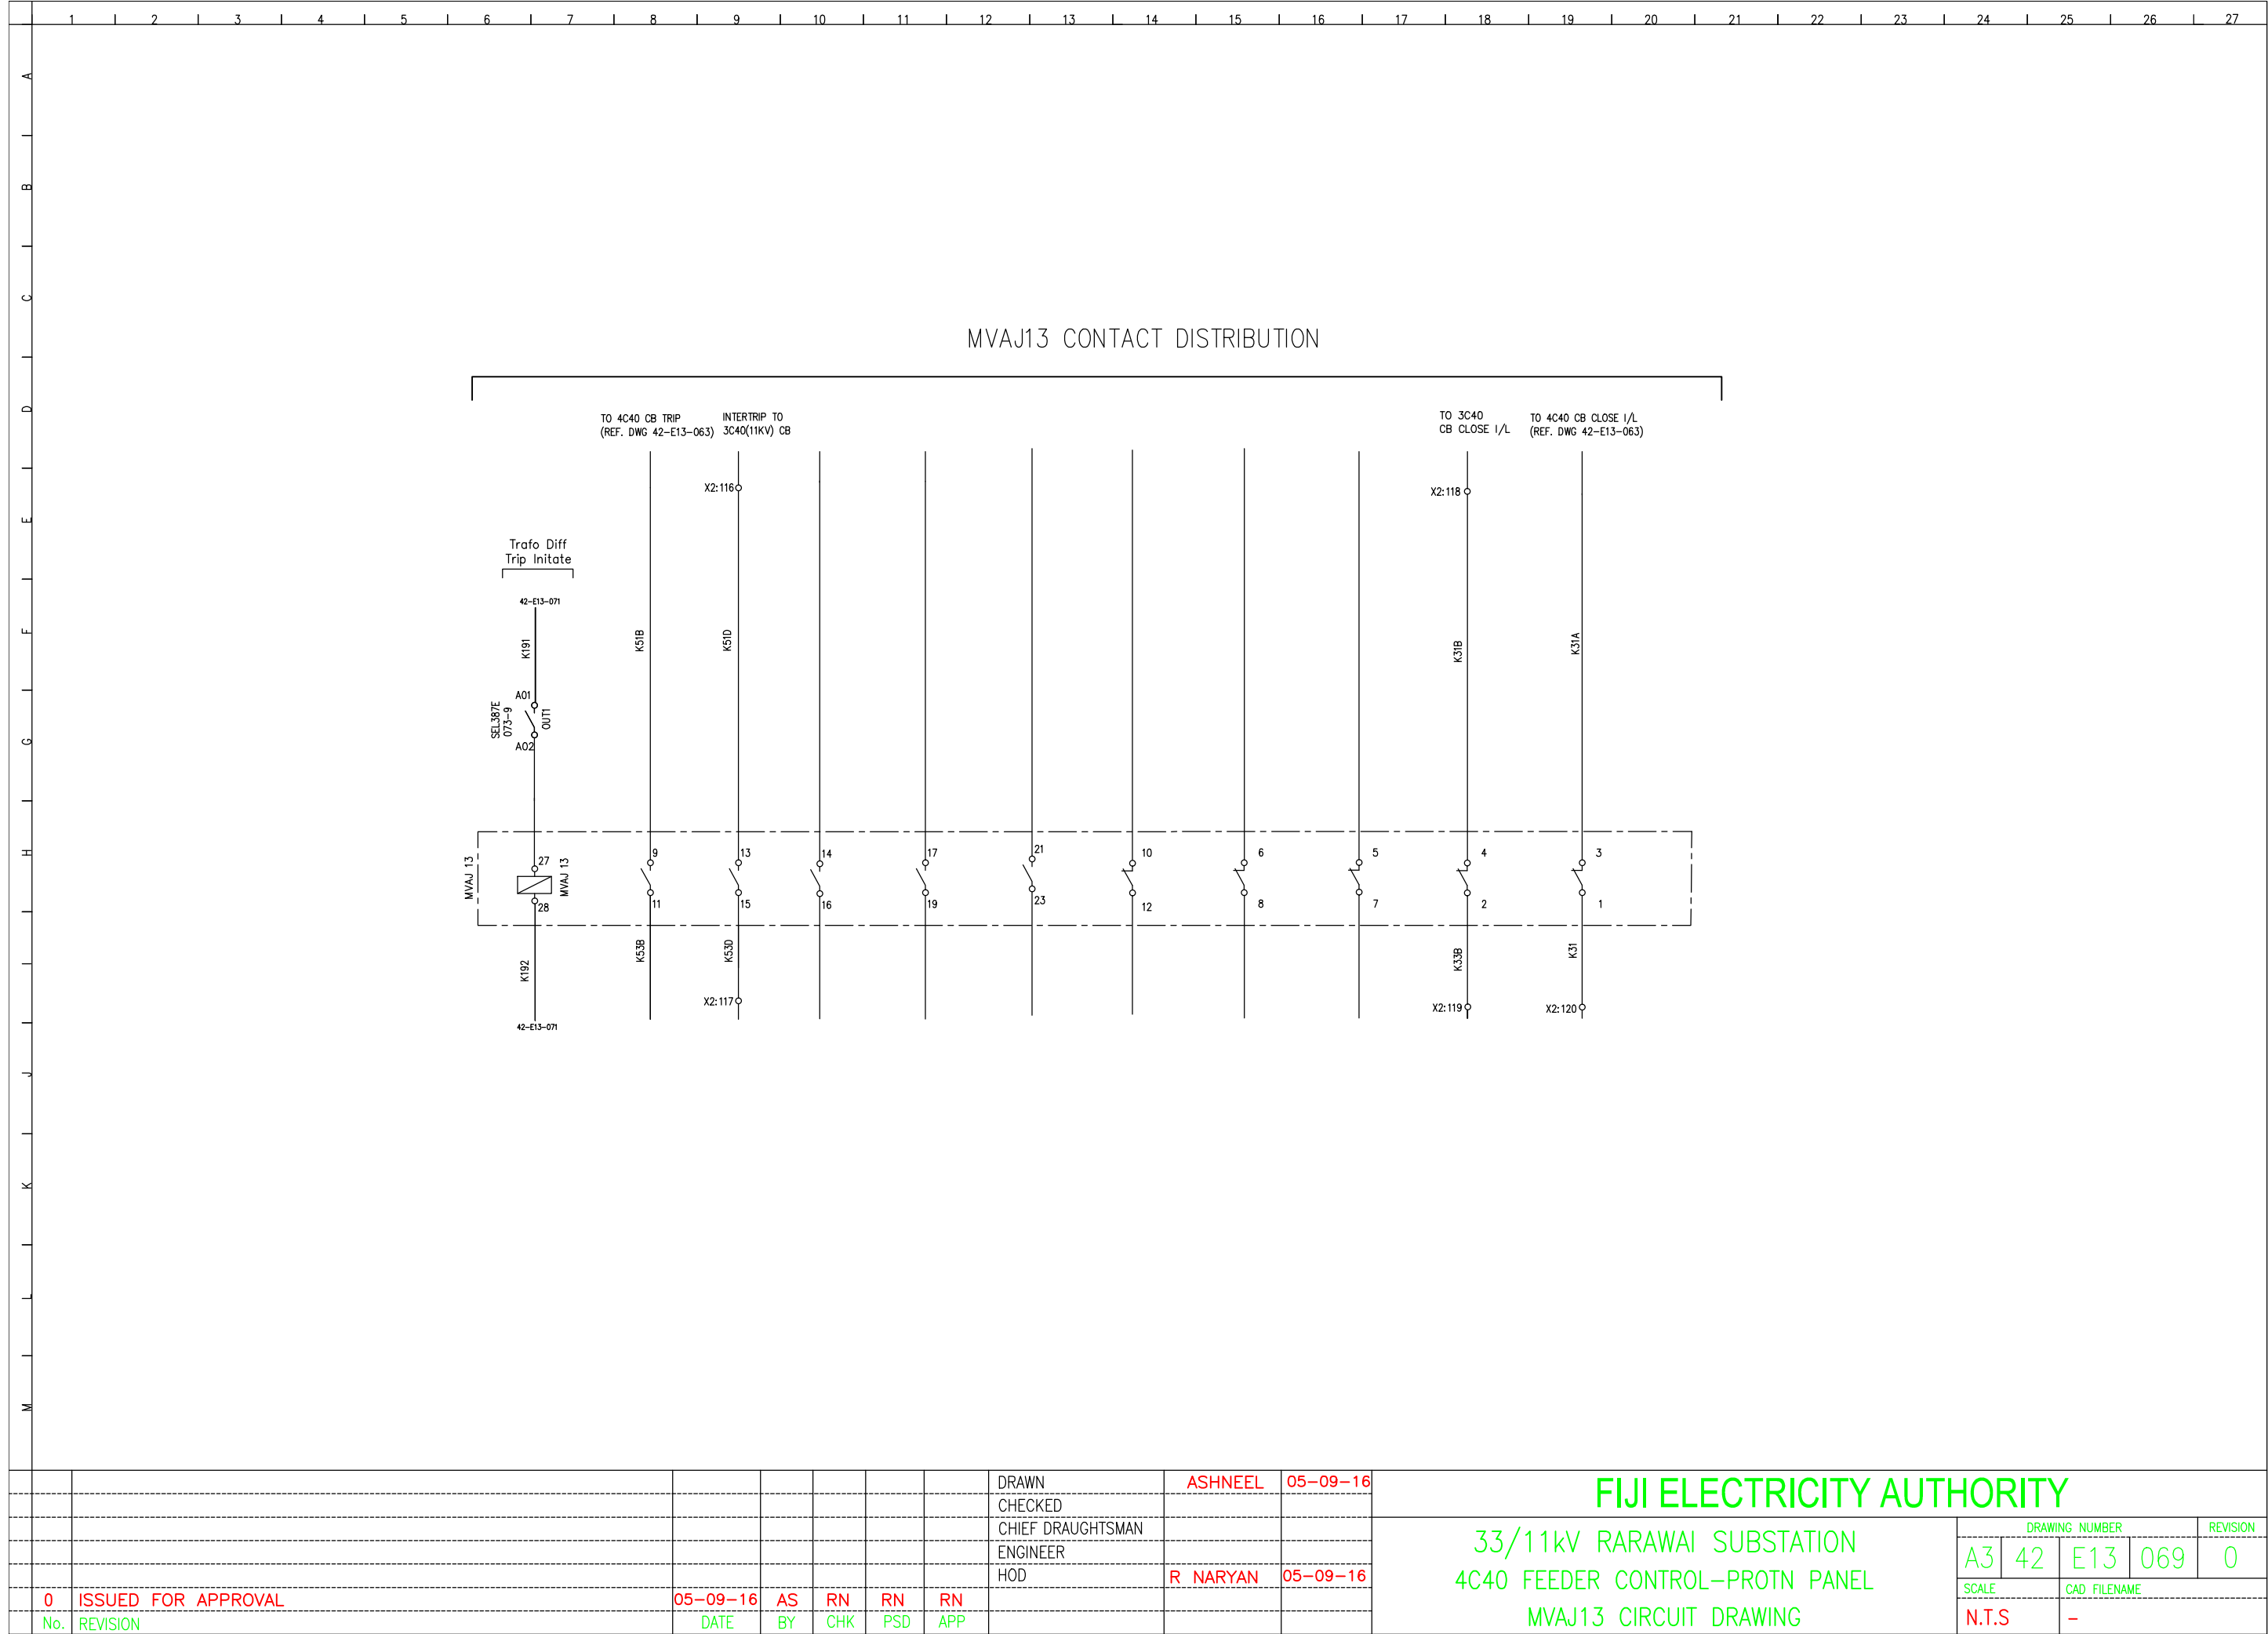 1 2 3 4 5 6 7 8 9 10 11 12 13 14 15 16 17 18 19 20 21 22 23 24 25 26 27
A
B
C
D
E
F
G
H
I
J
K
L
M
MVAJ13 CONTACT DISTRIBUTION
TO 4C40 CB TRIP
(REF. DWG 42-E13-063)
INTERTRIP TO
3C40(11KV) CB
TO 3C40
CB CLOSE I/L
TO 4C40 CB CLOSE I/L
(REF. DWG 42-E13-063)
X2:116
X2:118
Trafo Diff
Trip Initate
42-E13-071
K191
K51B
K51D
K31B
K31A
A01
SEL387E
073-9
OUT1
A02
MVAJ 13
27
MVAJ 13
28
9
11
13
15
14
16
17
19
21
23
10
12
6
8
5
7
4
2
3
1
K192
K53B
K53D
K33B
K31
X2:117
X2:119
X2:120
42-E13-071
DRAWN ASHNEEL 05-09-16
CHECKED
CHIEF DRAUGHTSMAN
ENGINEER
HOD R NARYAN 05-09-16
0 ISSUED FOR APPROVAL 05-09-16 AS RN RN RN
No. REVISION DATE BY CHK PSD APP
FIJI ELECTRICITY AUTHORITY
33/11kV RARAWAI SUBSTATION
4C40 FEEDER CONTROL-PROTN PANEL
MVAJ13 CIRCUIT DRAWING
DRAWING NUMBER REVISION
A3 42 E13 069 0
SCALE CAD FILENAME
N.T.S -